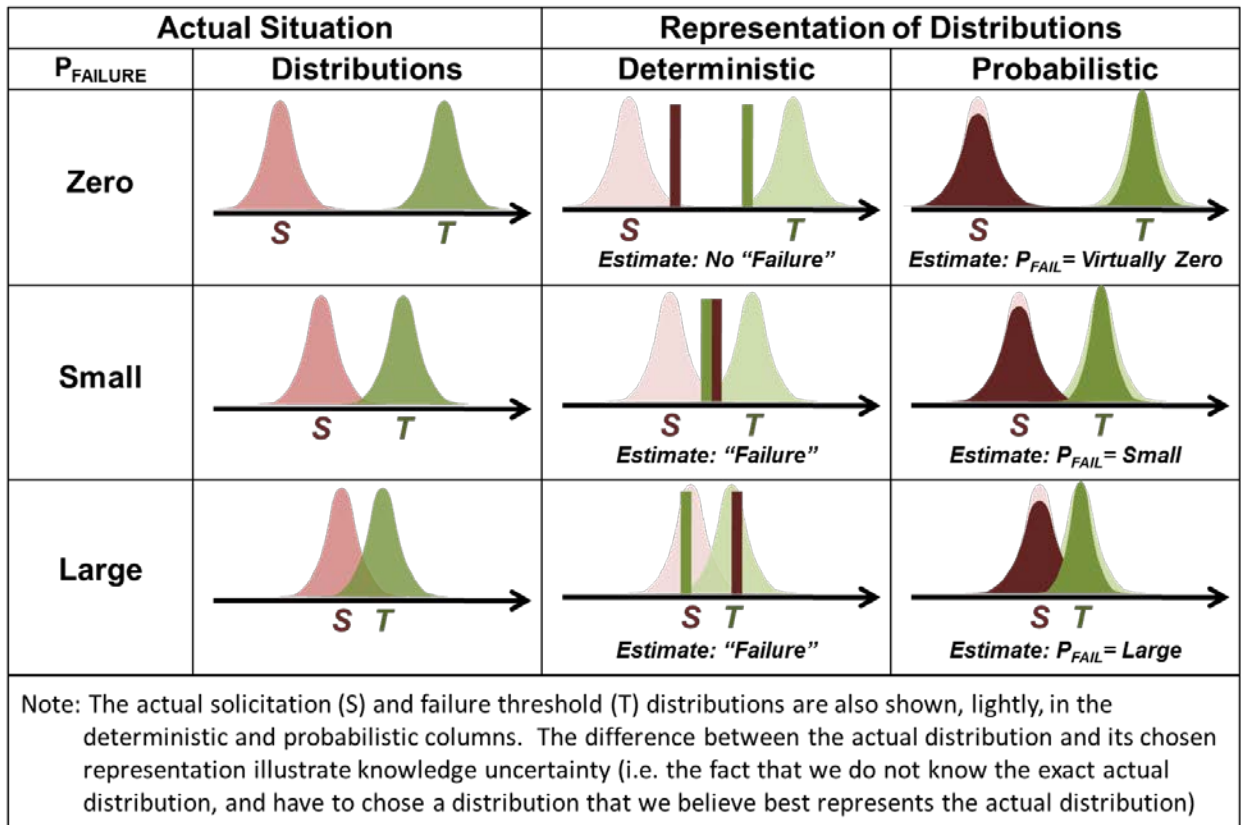 Actual Situation
Representation of Distributions
P_FAILURE
Distributions
Deterministic
Probabilistic
Zero
S
T
S
T
Estimate: No “Failure”
S
T
Estimate: P_FAIL= Virtually Zero
Small
S
T
S
T
Estimate: “Failure”
S
T
Estimate: P_FAIL= Small
Large
S
T
S
T
Estimate: “Failure”
S
T
Estimate: P_FAIL= Large
Note: The actual solicitation (S) and failure threshold (T) distributions are also shown, lightly, in the
deterministic and probabilistic columns. The difference between the actual distribution and its chosen
representation illustrate knowledge uncertainty (i.e. the fact that we do not know the exact actual
distribution, and have to chose a distribution that we believe best represents the actual distribution)